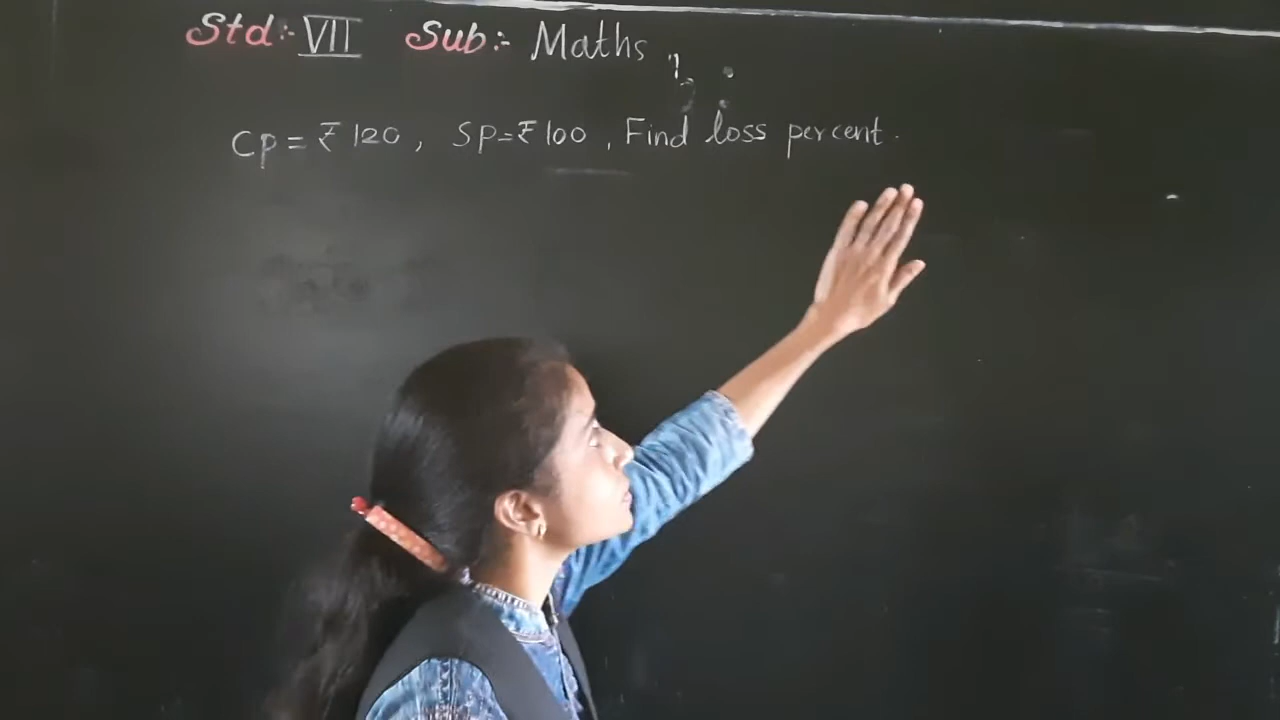 Std:- VII Sub:- Maths
CP = ₹ 120, SP=₹ 100, Find loss percent.